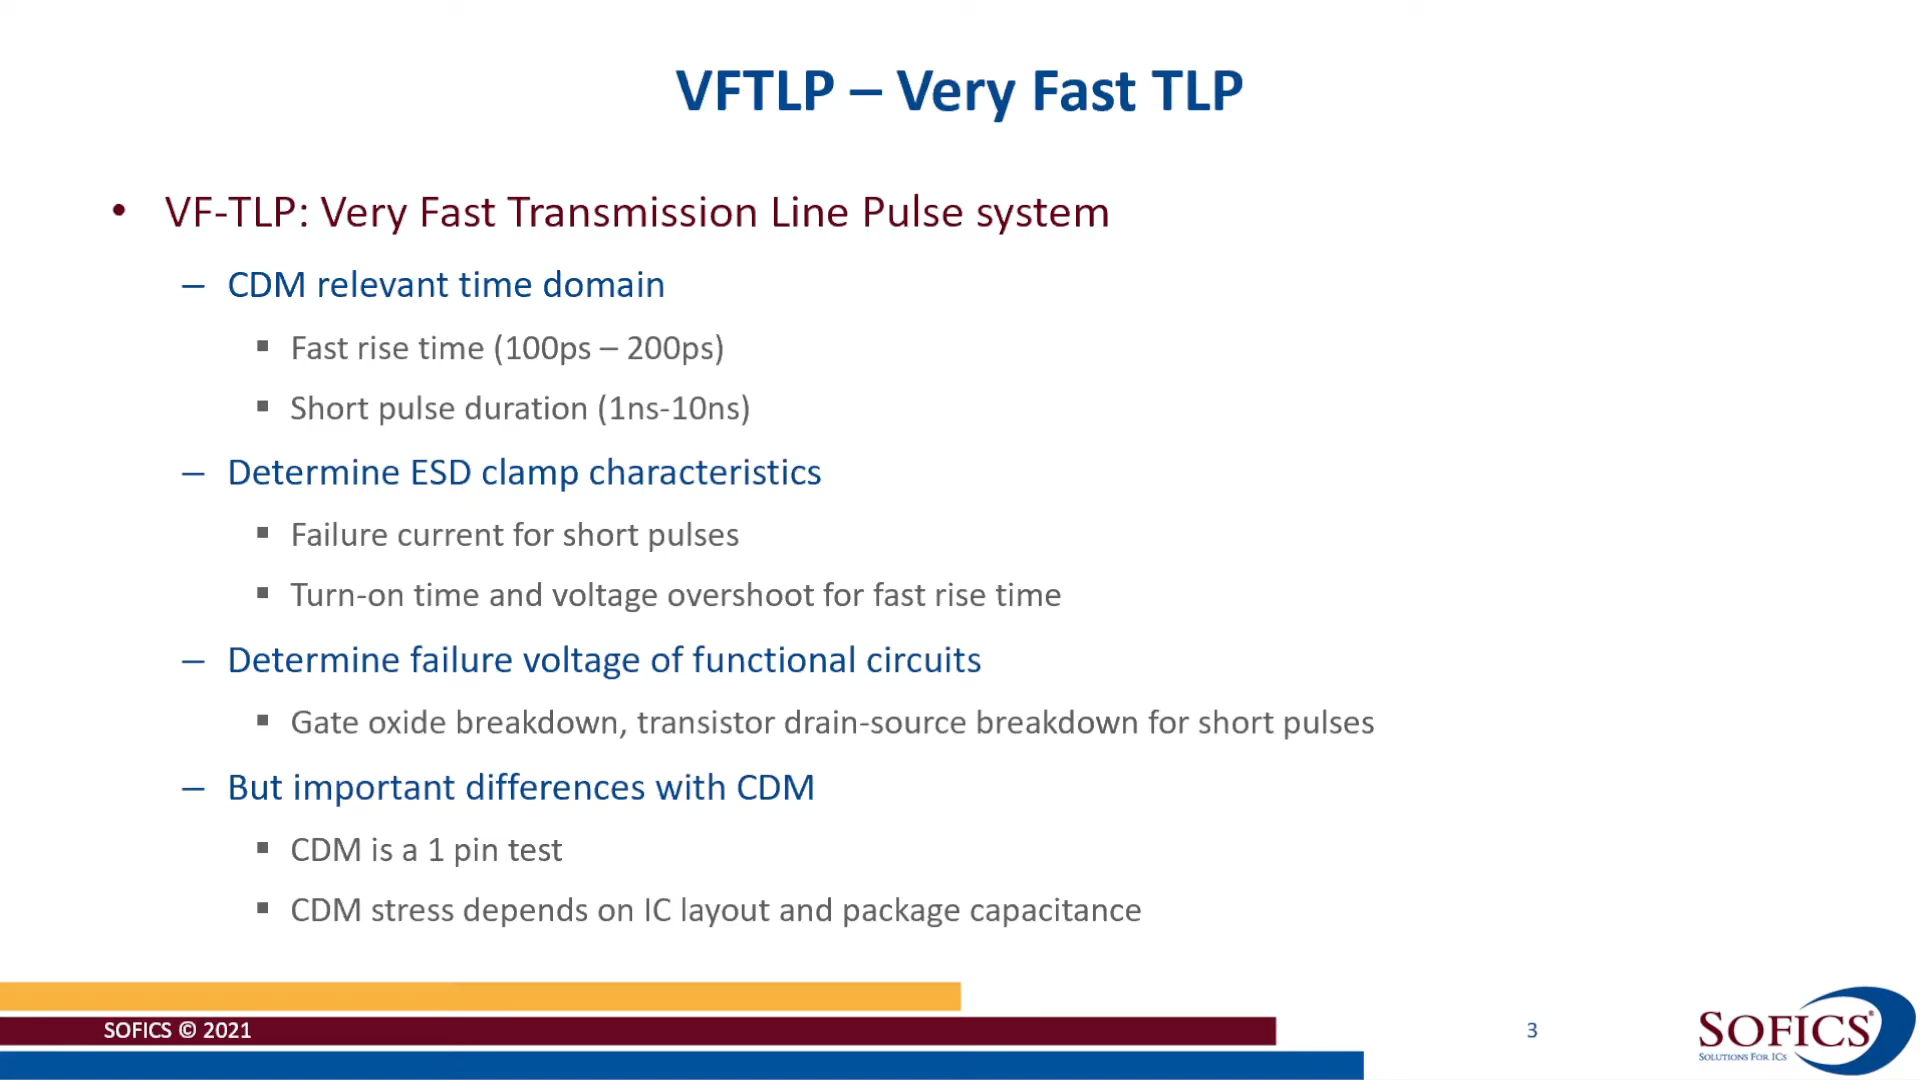 VFTLP – Very Fast TLP
• VF-TLP: Very Fast Transmission Line Pulse system
– CDM relevant time domain
▪ Fast rise time (100ps – 200ps)
▪ Short pulse duration (1ns-10ns)
– Determine ESD clamp characteristics
▪ Failure current for short pulses
▪ Turn-on time and voltage overshoot for fast rise time
– Determine failure voltage of functional circuits
▪ Gate oxide breakdown, transistor drain-source breakdown for short pulses
– But important differences with CDM
▪ CDM is a 1 pin test
▪ CDM stress depends on IC layout and package capacitance
SOFICS © 2021
3
SOFICS®
SOLUTIONS FOR ICS